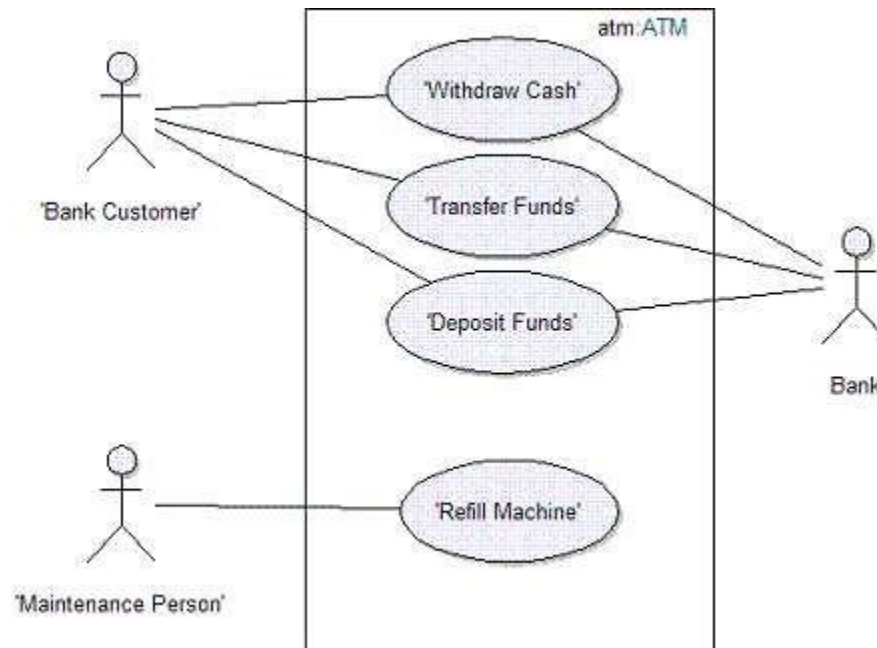 atm:ATM
'Withdraw Cash'
'Bank Customer'
'Transfer Funds'
'Deposit Funds'
Bank
'Refill Machine'
'Maintenance Person'